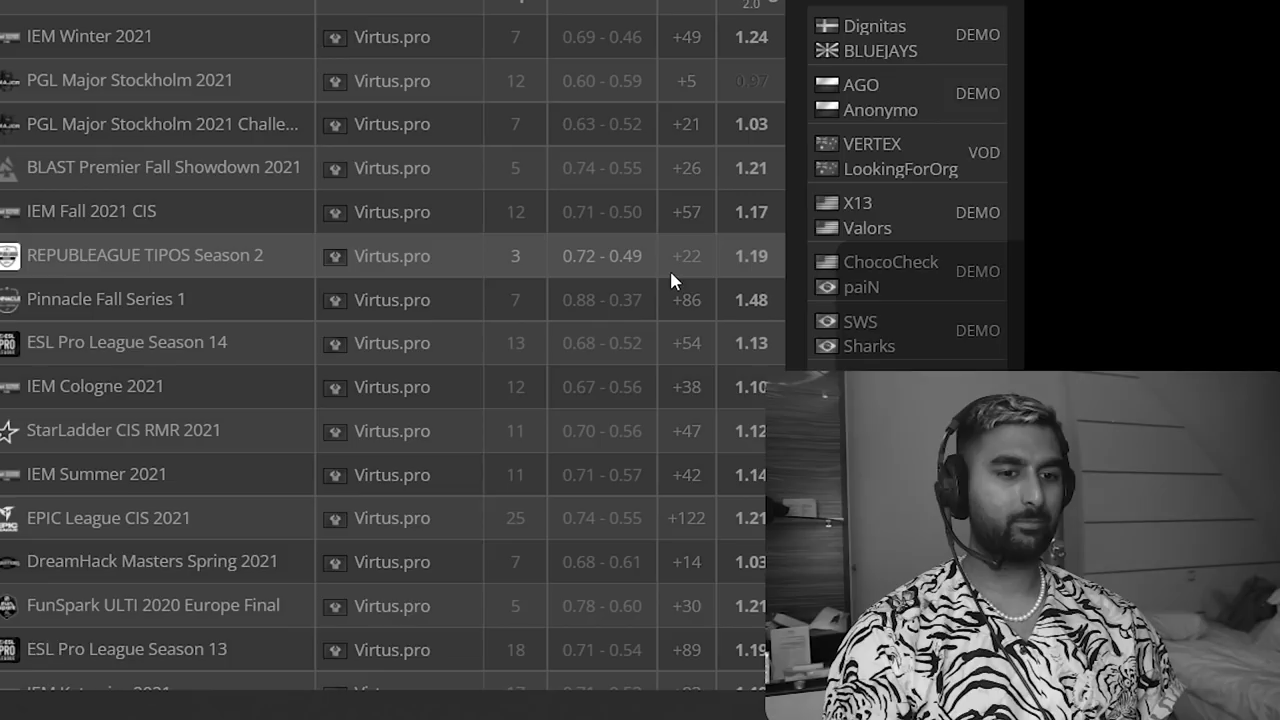 2.0
IEM Winter 2021 Virtus.pro 7 0.69 - 0.46 +49 1.24
PGL Major Stockholm 2021 Virtus.pro 12 0.60 - 0.59 +5 0.97
PGL Major Stockholm 2021 Challe... Virtus.pro 7 0.63 - 0.52 +21 1.03
BLAST Premier Fall Showdown 2021 Virtus.pro 5 0.74 - 0.55 +26 1.21
IEM Fall 2021 CIS Virtus.pro 12 0.71 - 0.50 +57 1.17
REPUBLEAGUE TIPOS Season 2 Virtus.pro 3 0.72 - 0.49 +22 1.19
Pinnacle Fall Series 1 Virtus.pro 7 0.88 - 0.37 +86 1.48
ESL Pro League Season 14 Virtus.pro 13 0.68 - 0.52 +54 1.13
IEM Cologne 2021 Virtus.pro 12 0.67 - 0.56 +38 1.10
StarLadder CIS RMR 2021 Virtus.pro 11 0.70 - 0.56 +47 1.12
IEM Summer 2021 Virtus.pro 11 0.71 - 0.57 +42 1.14
EPIC League CIS 2021 Virtus.pro 25 0.74 - 0.55 +122 1.21
DreamHack Masters Spring 2021 Virtus.pro 7 0.68 - 0.61 +14 1.03
FunSpark ULTI 2020 Europe Final Virtus.pro 5 0.78 - 0.60 +30 1.21
ESL Pro League Season 13 Virtus.pro 18 0.71 - 0.54 +89 1.19
Dignitas
BLUEJAYS DEMO
AGO
Anonymo DEMO
VERTEX
LookingForOrg VOD
X13
Valors DEMO
ChocoCheck
paiN DEMO
SWS
Sharks DEMO